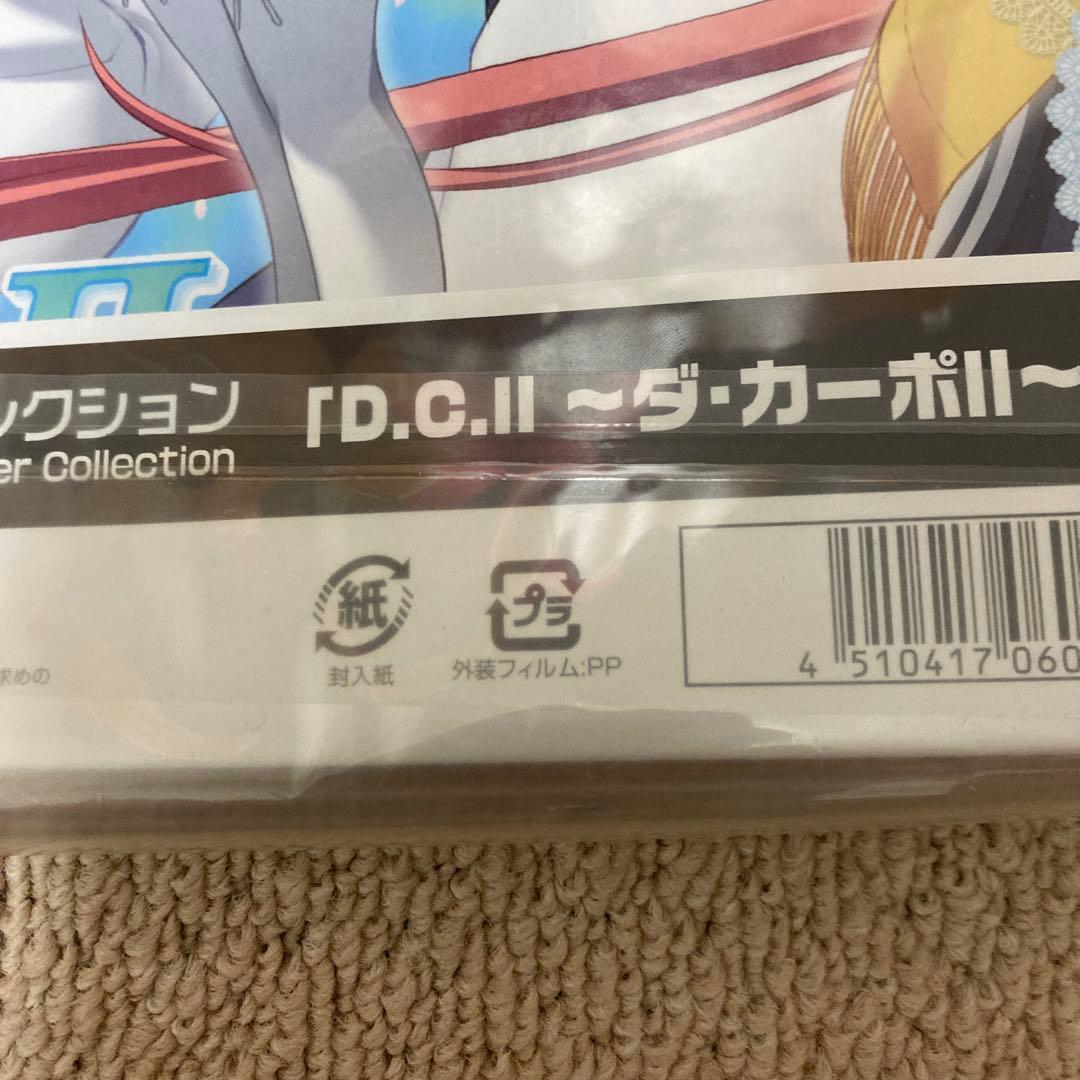 II
レクション 「D.C.II ～ダ・カーポII～
er Collection
紙
プラ
求めの
封入紙
外装フィルム:PP
4 510417 060